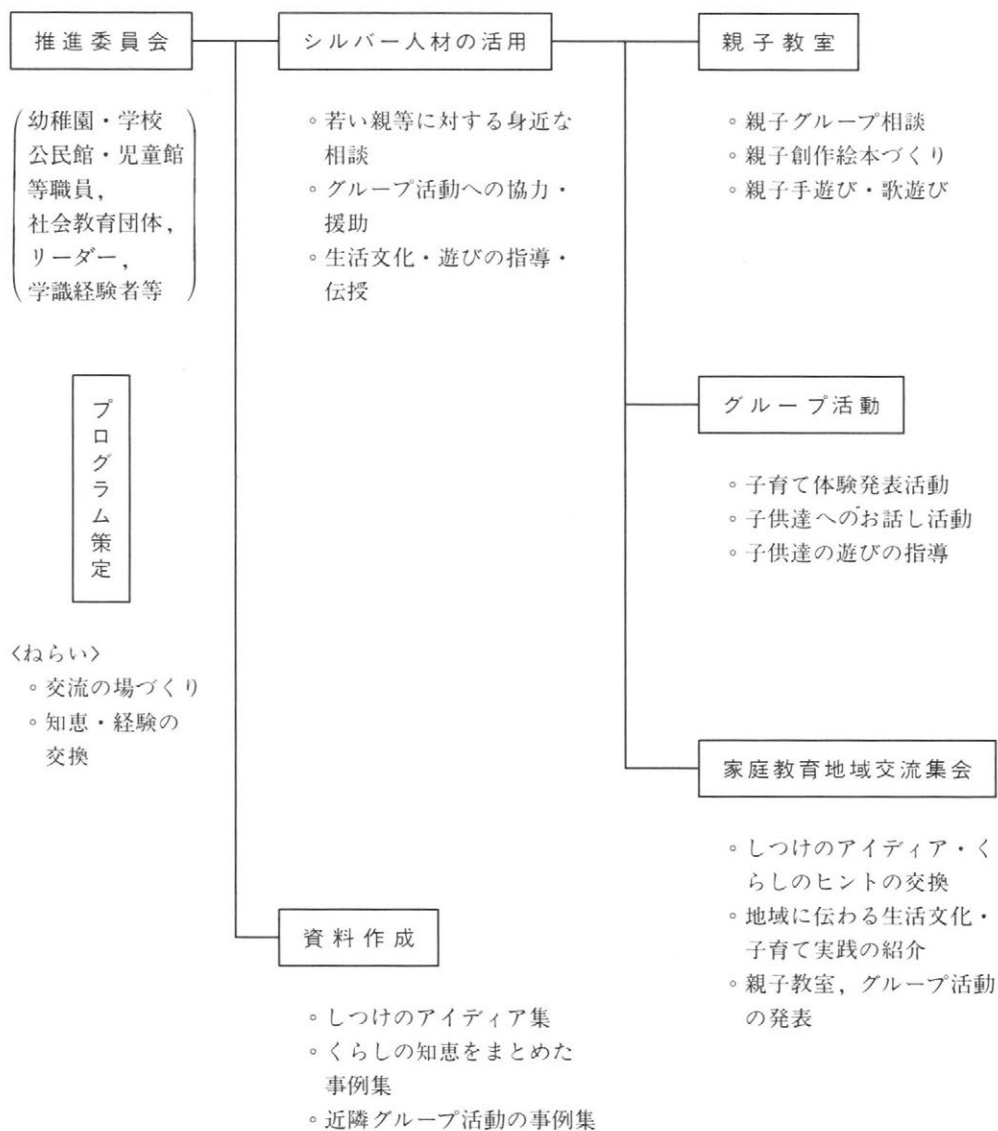 推進委員会
幼稚園・学校
公民館・児童館
等職員，
社会教育団体，
リーダー，
学識経験者等
プログラム策定
〈ねらい〉
◦交流の場づくり
◦知恵・経験の
交換
シルバー人材の活用
◦若い親等に対する身近な
相談
◦グループ活動への協力・
援助
◦生活文化・遊びの指導・
伝授
資料作成
◦しつけのアイディア集
◦くらしの知恵をまとめた
事例集
◦近隣グループ活動の事例集
親子教室
◦親子グループ相談
◦親子創作絵本づくり
◦親子手遊び・歌遊び
グループ活動
◦子育て体験発表活動
◦子供達へのお話し活動
◦子供達の遊びの指導
家庭教育地域交流集会
◦しつけのアイディア・く
らしのヒントの交換
◦地域に伝わる生活文化・
子育て実践の紹介
◦親子教室，グループ活動
の発表